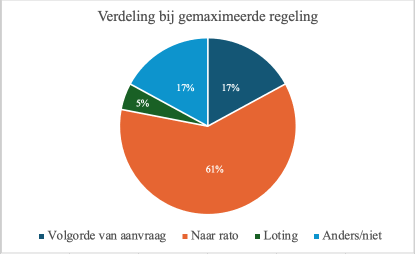 Verdeling bij gemaximeerde regeling
17%
17%
5%
61%
Volgorde van aanvraag Naar rato Loting Anders/niet